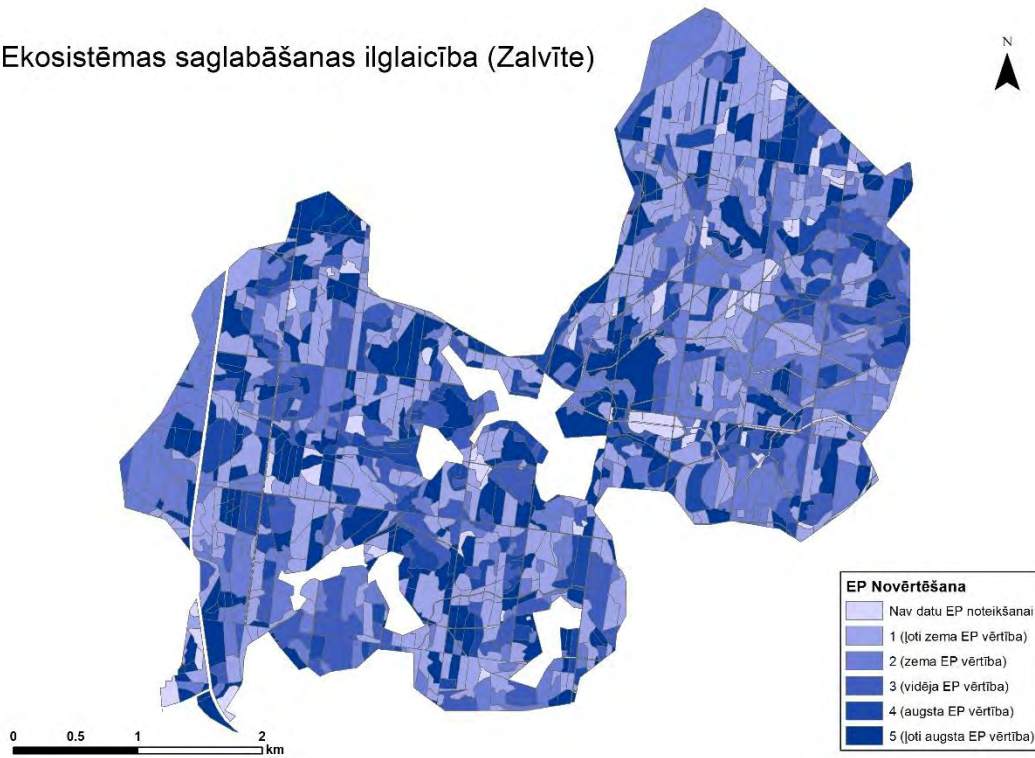 Ekosistēmas saglabāšanas ilglaicība (Zalvīte)
N
EP Novērtēšana
Nav datu EP noteikšanai
1 (ļoti zema EP vērtība)
2 (zema EP vērtība)
3 (vidēja EP vērtība)
4 (augsta EP vērtība)
5 (ļoti augsta EP vērtība)
0 0.5 1 2
km